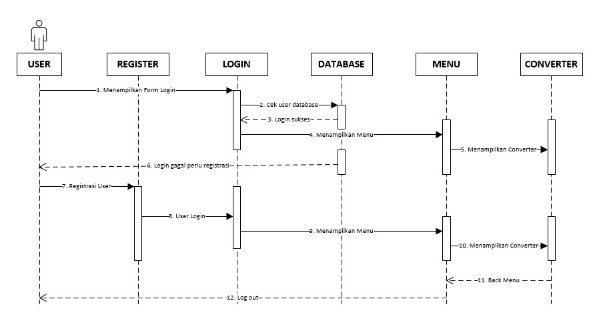 USER
REGISTER
LOGIN
DATABASE
MENU
CONVERTER
1. Menampilkan Form Login
2. Cek user database
3. Login sukses
4. Menampilkan Menu
5. Menampilkan Converter
6. Login gagal perlu registrasi
7. Registrasi User
8. User Login
9. Menampilkan Menu
10. Menampilkan Converter
11. Back Menu
12. Log out